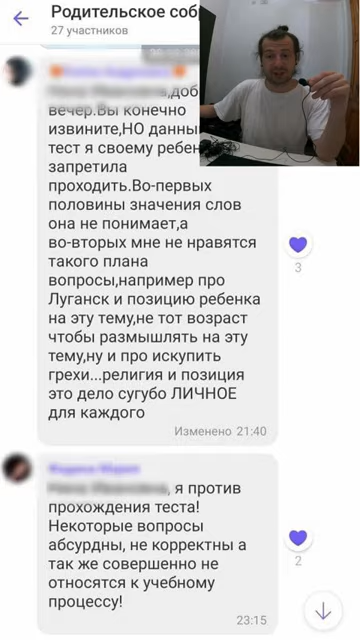 Родительское соб
27 участников
,доб
вечер.Вы конечно
извините,НО данны
тест я своему ребен
запретила
проходить.Во-первых
половины значения слов
она не понимает,а
во-вторых мне не нравятся
такого плана
вопросы,например про
Луганск и позицию ребенка
на эту тему,не тот возраст
чтобы размышлять на эту
тему,ну и про искупить
грехи...религия и позиция
это дело сугубо ЛИЧНОЕ
для каждого
Изменено 21:40
3
, я против
прохождения теста!
Некоторые вопросы
абсурдны, не корректны а
так же совершенно не
относятся к учебному
процессу!
23:15
2